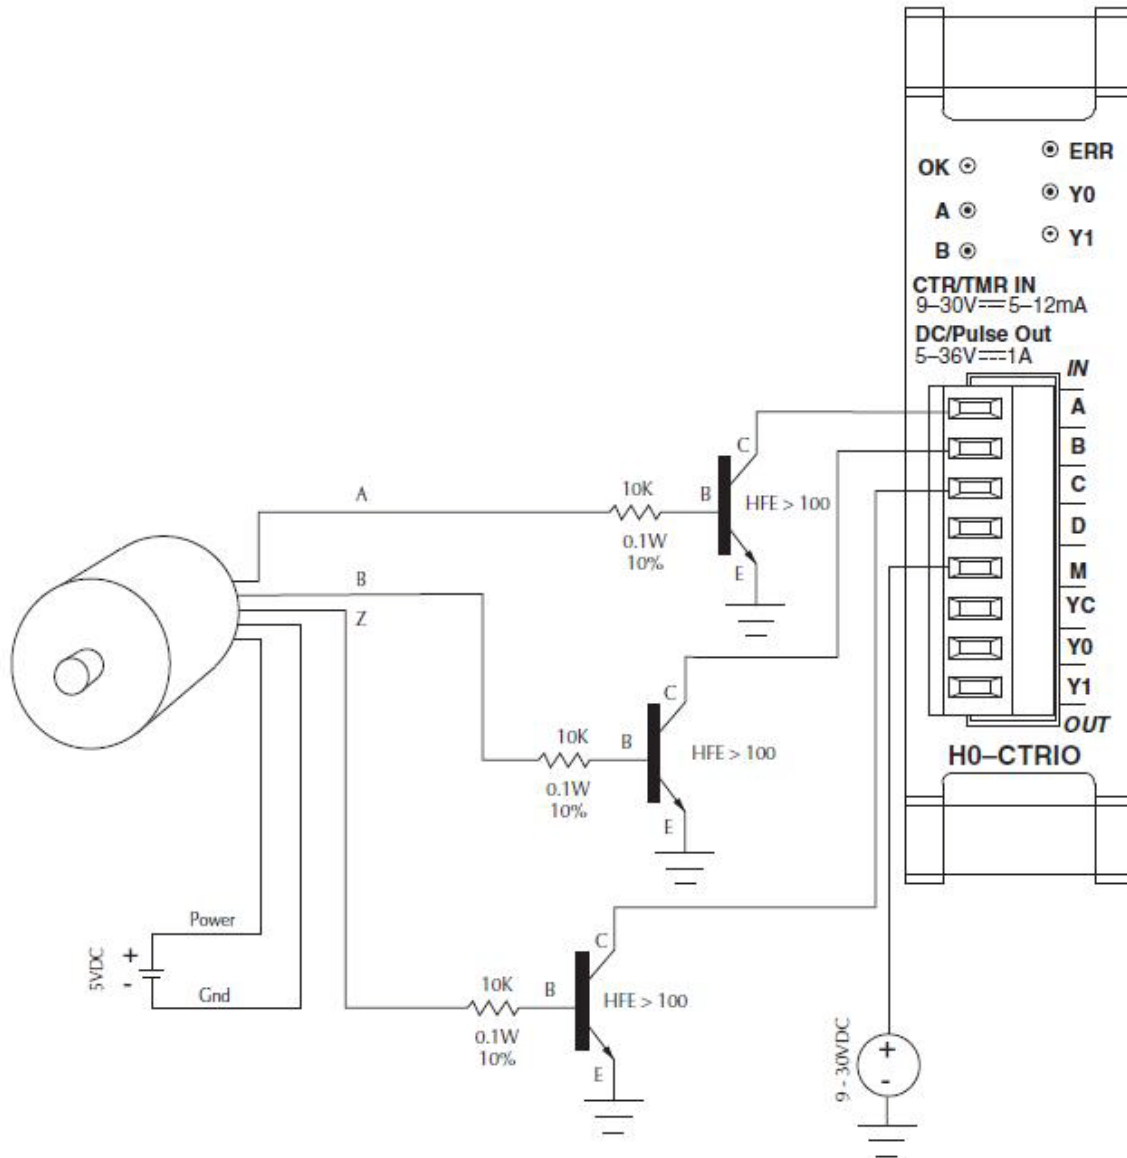 OK
ERR
A
Y0
B
Y1
CTR/TMR IN
9–30V⎓5–12mA
DC/Pulse Out
5–36V⎓1A
IN
A
B
C
D
M
YC
Y0
Y1
OUT
H0–CTRIO
A
10K
0.1W
10%
B
C
HFE > 100
E
B
Z
10K
0.1W
10%
B
C
HFE > 100
E
10K
0.1W
10%
B
C
HFE > 100
E
Power
5VDC
+
-
Gnd
9 - 30VDC
+
-